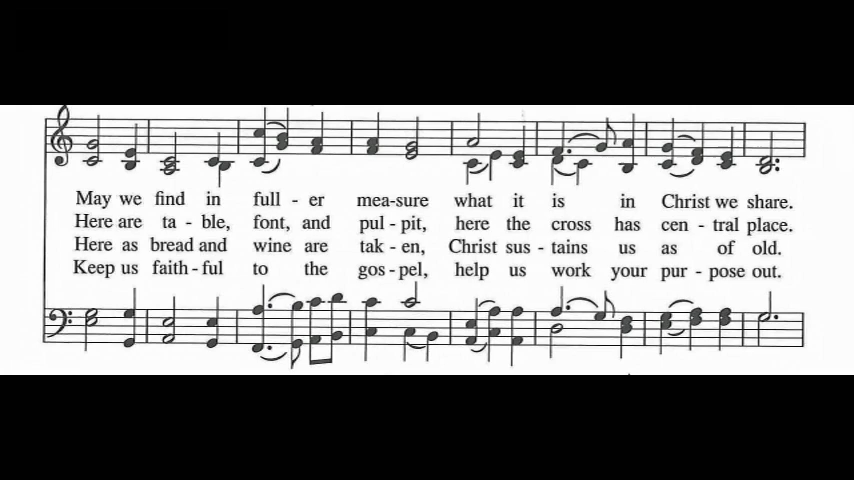 May we find in full - er mea-sure what it is in Christ we share.
Here are ta - ble, font, and pul - pit, here the cross has cen - tral place.
Here as bread and wine are tak - en, Christ sus - tains us as of old.
Keep us faith - ful to the gos - pel, help us work your pur - pose out.